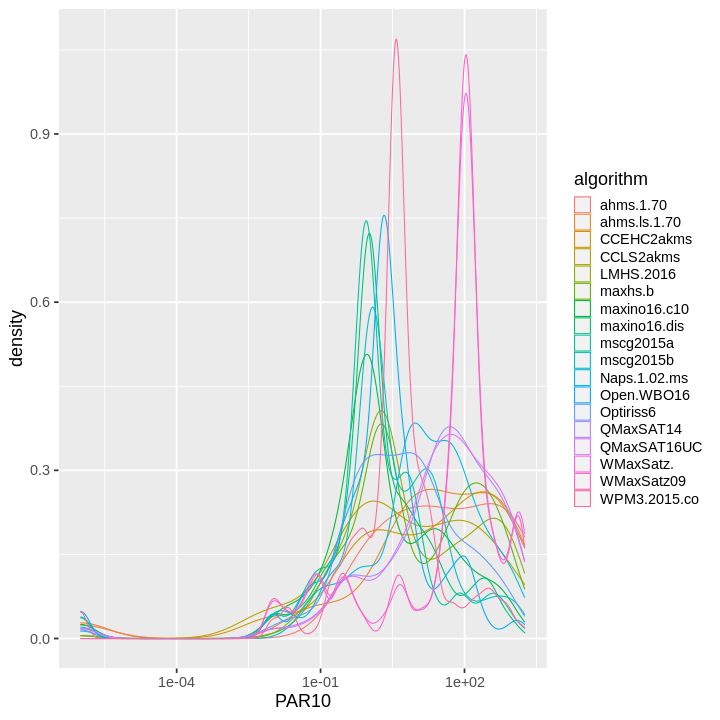 0.9
0.6
0.3
0.0
density
1e-04
1e-01
1e+02
PAR10
algorithm
ahms.1.70
ahms.ls.1.70
CCEHC2akms
CCLS2akms
LMHS.2016
maxhs.b
maxino16.c10
maxino16.dis
mscg2015a
mscg2015b
Naps.1.02.ms
Open.WBO16
Optiriss6
QMaxSAT14
QMaxSAT16UC
WMaxSatz.
WMaxSatz09
WPM3.2015.co